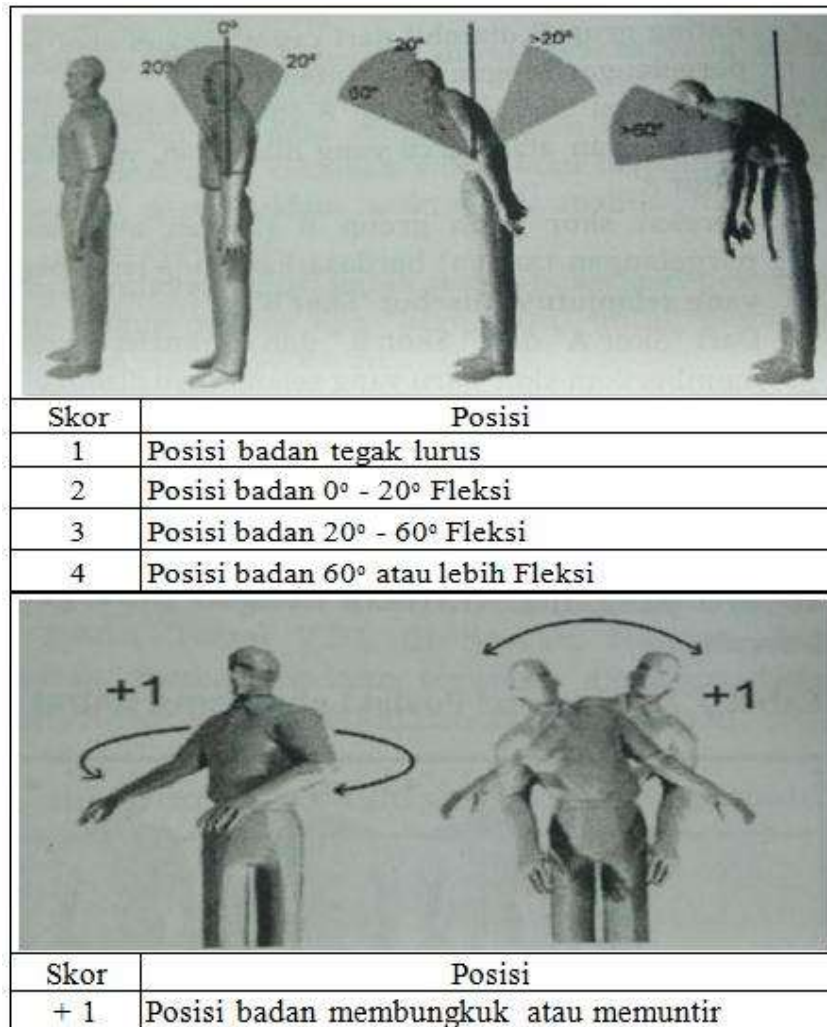 0°
20° 20°
20° >20°
60°
>60°
Skor Posisi
1 Posisi badan tegak lurus
2 Posisi badan 0° - 20° Fleksi
3 Posisi badan 20° - 60° Fleksi
4 Posisi badan 60° atau lebih Fleksi
+1 +1
Skor Posisi
+ 1 Posisi badan membungkuk atau memuntir